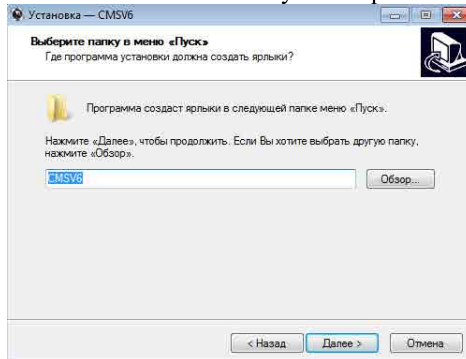 Установка — CMSV6
Выберите папку в меню «Пуск»
Где программа установки должна создать ярлыки?
Программа создаст ярлыки в следующей папке меню «Пуск».
Нажмите «Далее», чтобы продолжить. Если Вы хотите выбрать другую папку,
нажмите «Обзор».
CMSV6
Обзор...
< Назад
Далее >
Отмена